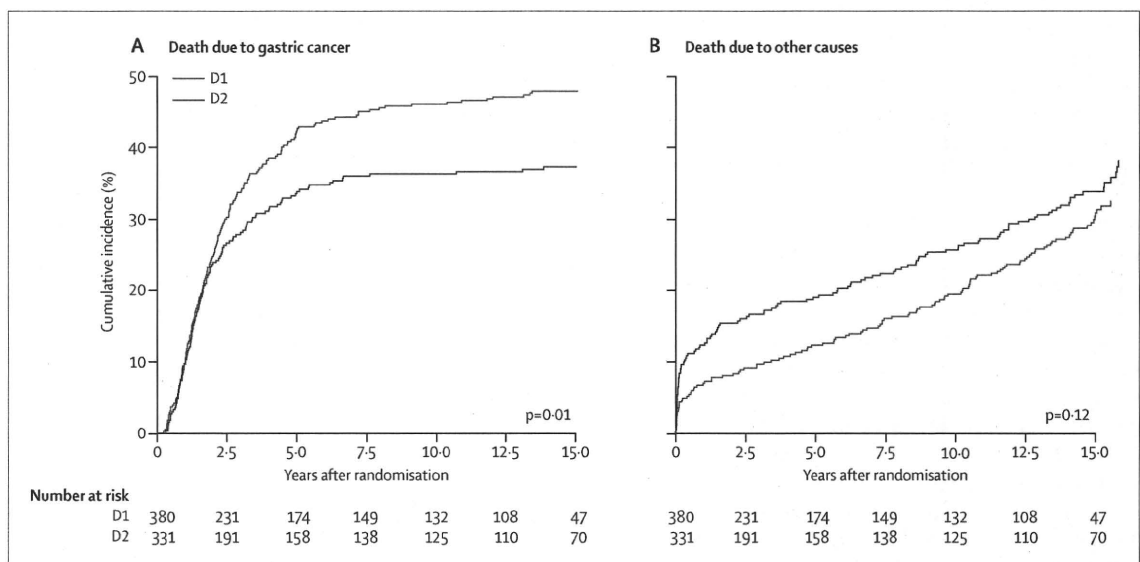 A Death due to gastric cancer
50
40
30
20
10
0
Cumulative incidence (%)
D1
D2
p=0·01
0 2·5 5·0 7·5 10·0 12·5 15·0
Years after randomisation
B Death due to other causes
p=0·12
0 2·5 5·0 7·5 10·0 12·5 15·0
Years after randomisation
Number at risk
D1 380 231 174 149 132 108 47 380 231 174 149 132 108 47
D2 331 191 158 138 125 110 70 331 191 158 138 125 110 70